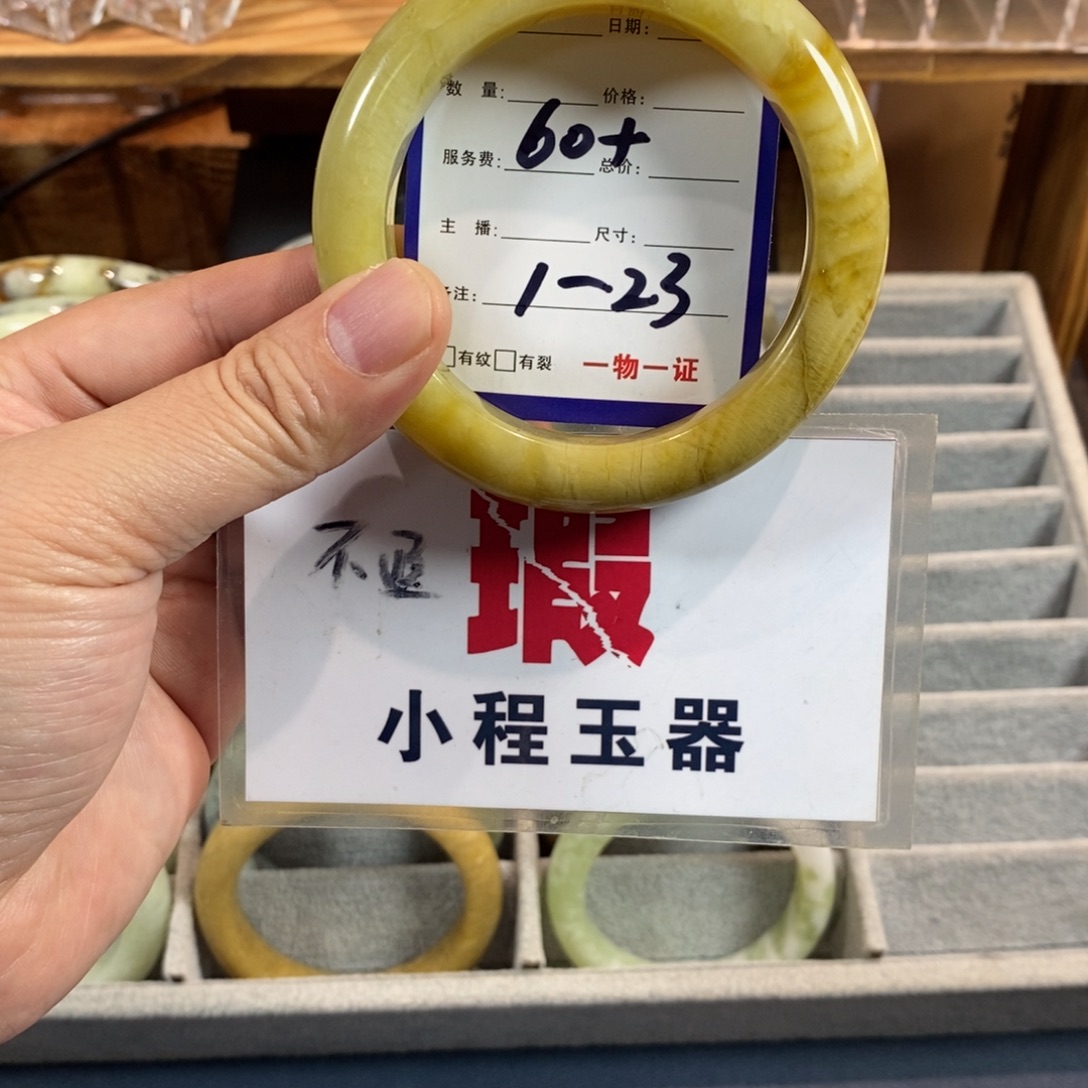 日期:
数 量: 价格:
60+
服务费: 总价:
主 播: 尺寸:
备注: 1-23
有纹 有裂 一物一证
不退
瑕
小程玉器